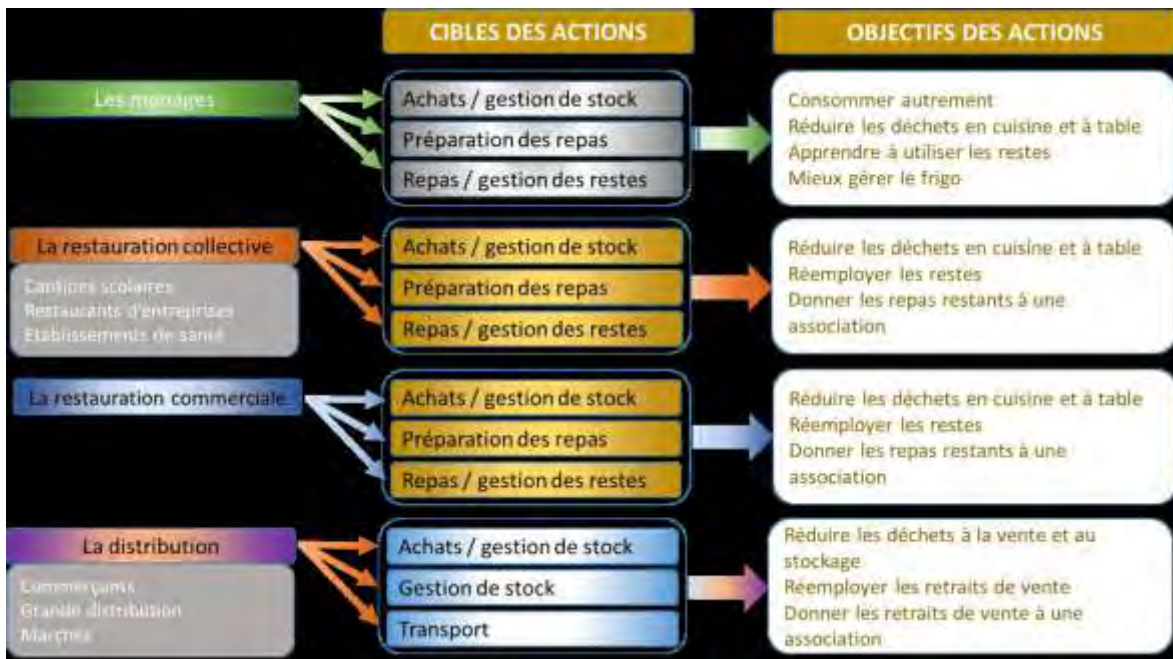 CIBLES DES ACTIONS
OBJECTIFS DES ACTIONS
Les ménages
Achats / gestion de stock
Préparation des repas
Repas / gestion des restes
Consommer autrement
Réduire les déchets en cuisine et à table
Apprendre à utiliser les restes
Mieux gérer le frigo
La restauration collective
Cantines scolaires
Restaurants d'entreprizes
Etablissements de santé
Achats / gestion de stock
Préparation des repas
Repas / gestion des restes
Réduire les déchets en cuisine et à table
Réemployer les restes
Donner les repas restants à une
association
La restauration commerciale
Achats / gestion de stock
Préparation des repas
Repas / gestion des restes
Réduire les déchets en cuisine et à table
Réemployer les restes
Donner les repas restants à une
association
La distribution
Commerçants
Grande distribution
Marchés
Achats / gestion de stock
Gestion de stock
Transport
Réduire les déchets à la vente et au
stockage
Réemployer les retraits de vente
Donner les retraits de vente à une
association